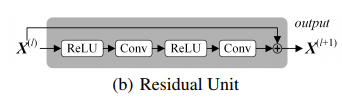 output
X(l) ReLU Conv ReLU Conv + X(l+1)
(b) Residual Unit